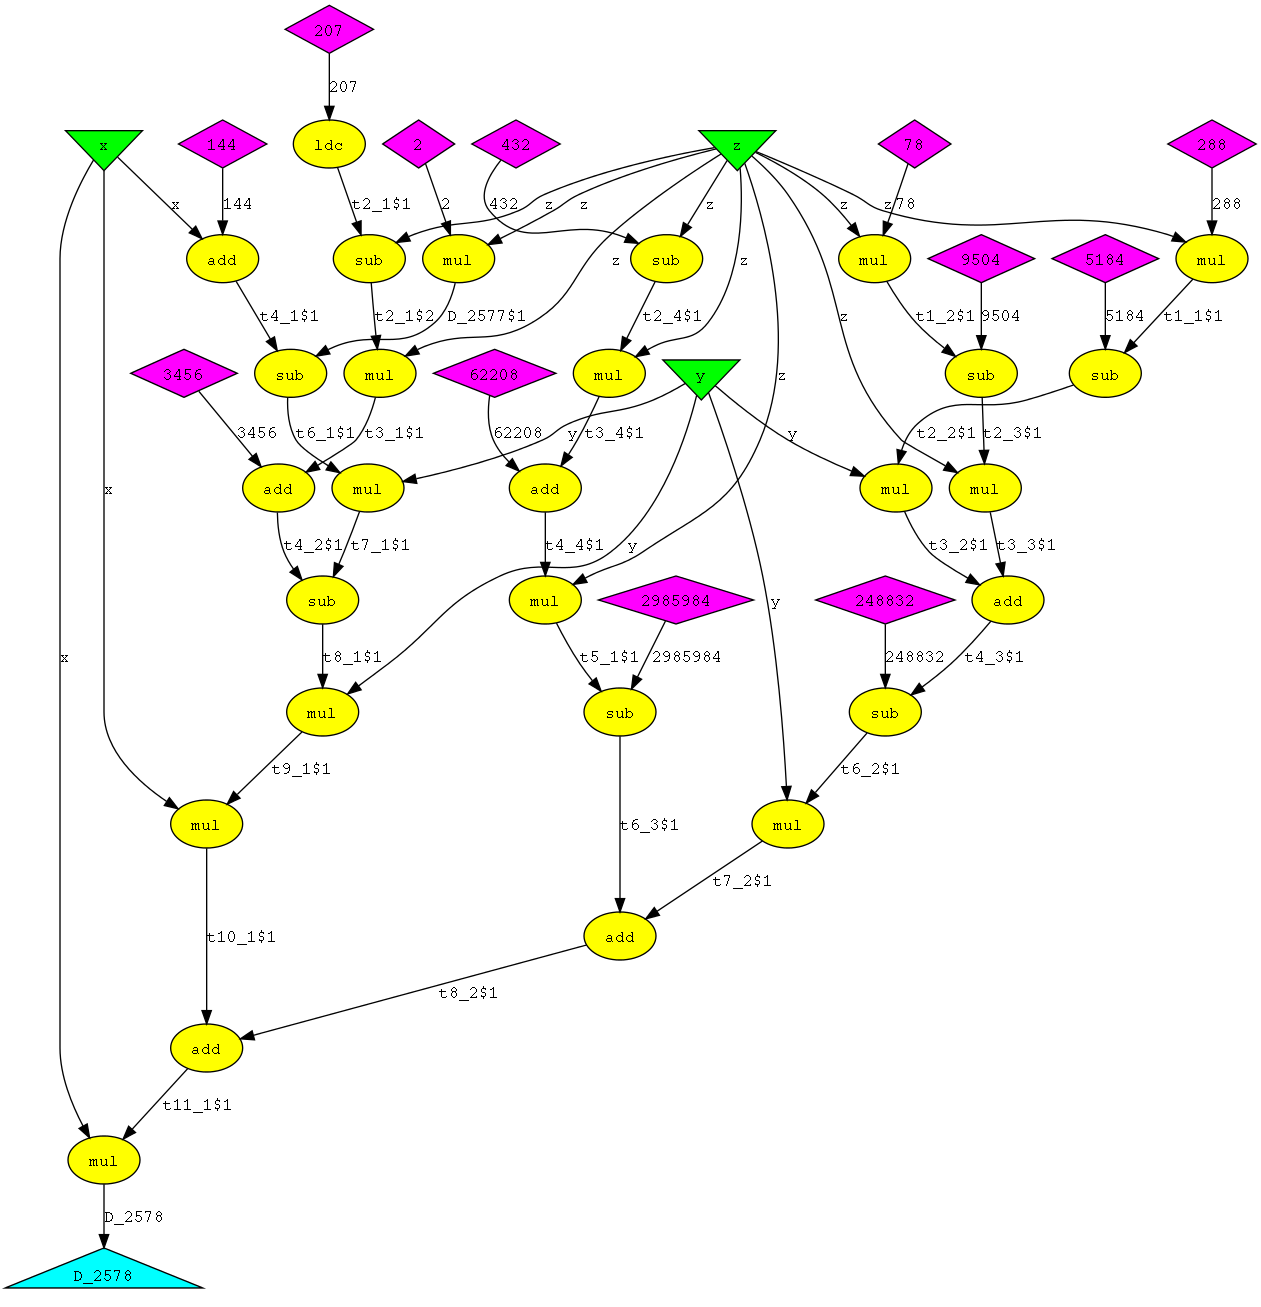 207
207
x
144
ldc
2
432
z
78
288
x
144
t2_1$1
2
432
z
z
z
z
78
z
288
add
sub
mul
sub
mul
9504
5184
mul
z
t4_1$1
t2_1$2
D_2577$1
t2_4$1
z
z
t1_2$1
9504
5184
t1_1$1
3456
sub
mul
62208
mul
y
z
sub
sub
3456
t6_1$1
t3_1$1
62208
t3_4$1
y
y
t2_2$1
t2_3$1
add
mul
add
mul
mul
x
t4_2$1
t7_1$1
t4_4$1
y
t3_2$1
t3_3$1
sub
mul
2985984
y
248832
add
x
t8_1$1
t5_1$1
2985984
248832
t4_3$1
mul
sub
sub
t9_1$1
t6_2$1
mul
t6_3$1
mul
t7_2$1
t10_1$1
add
t8_2$1
add
t11_1$1
mul
D_2578
D_2578